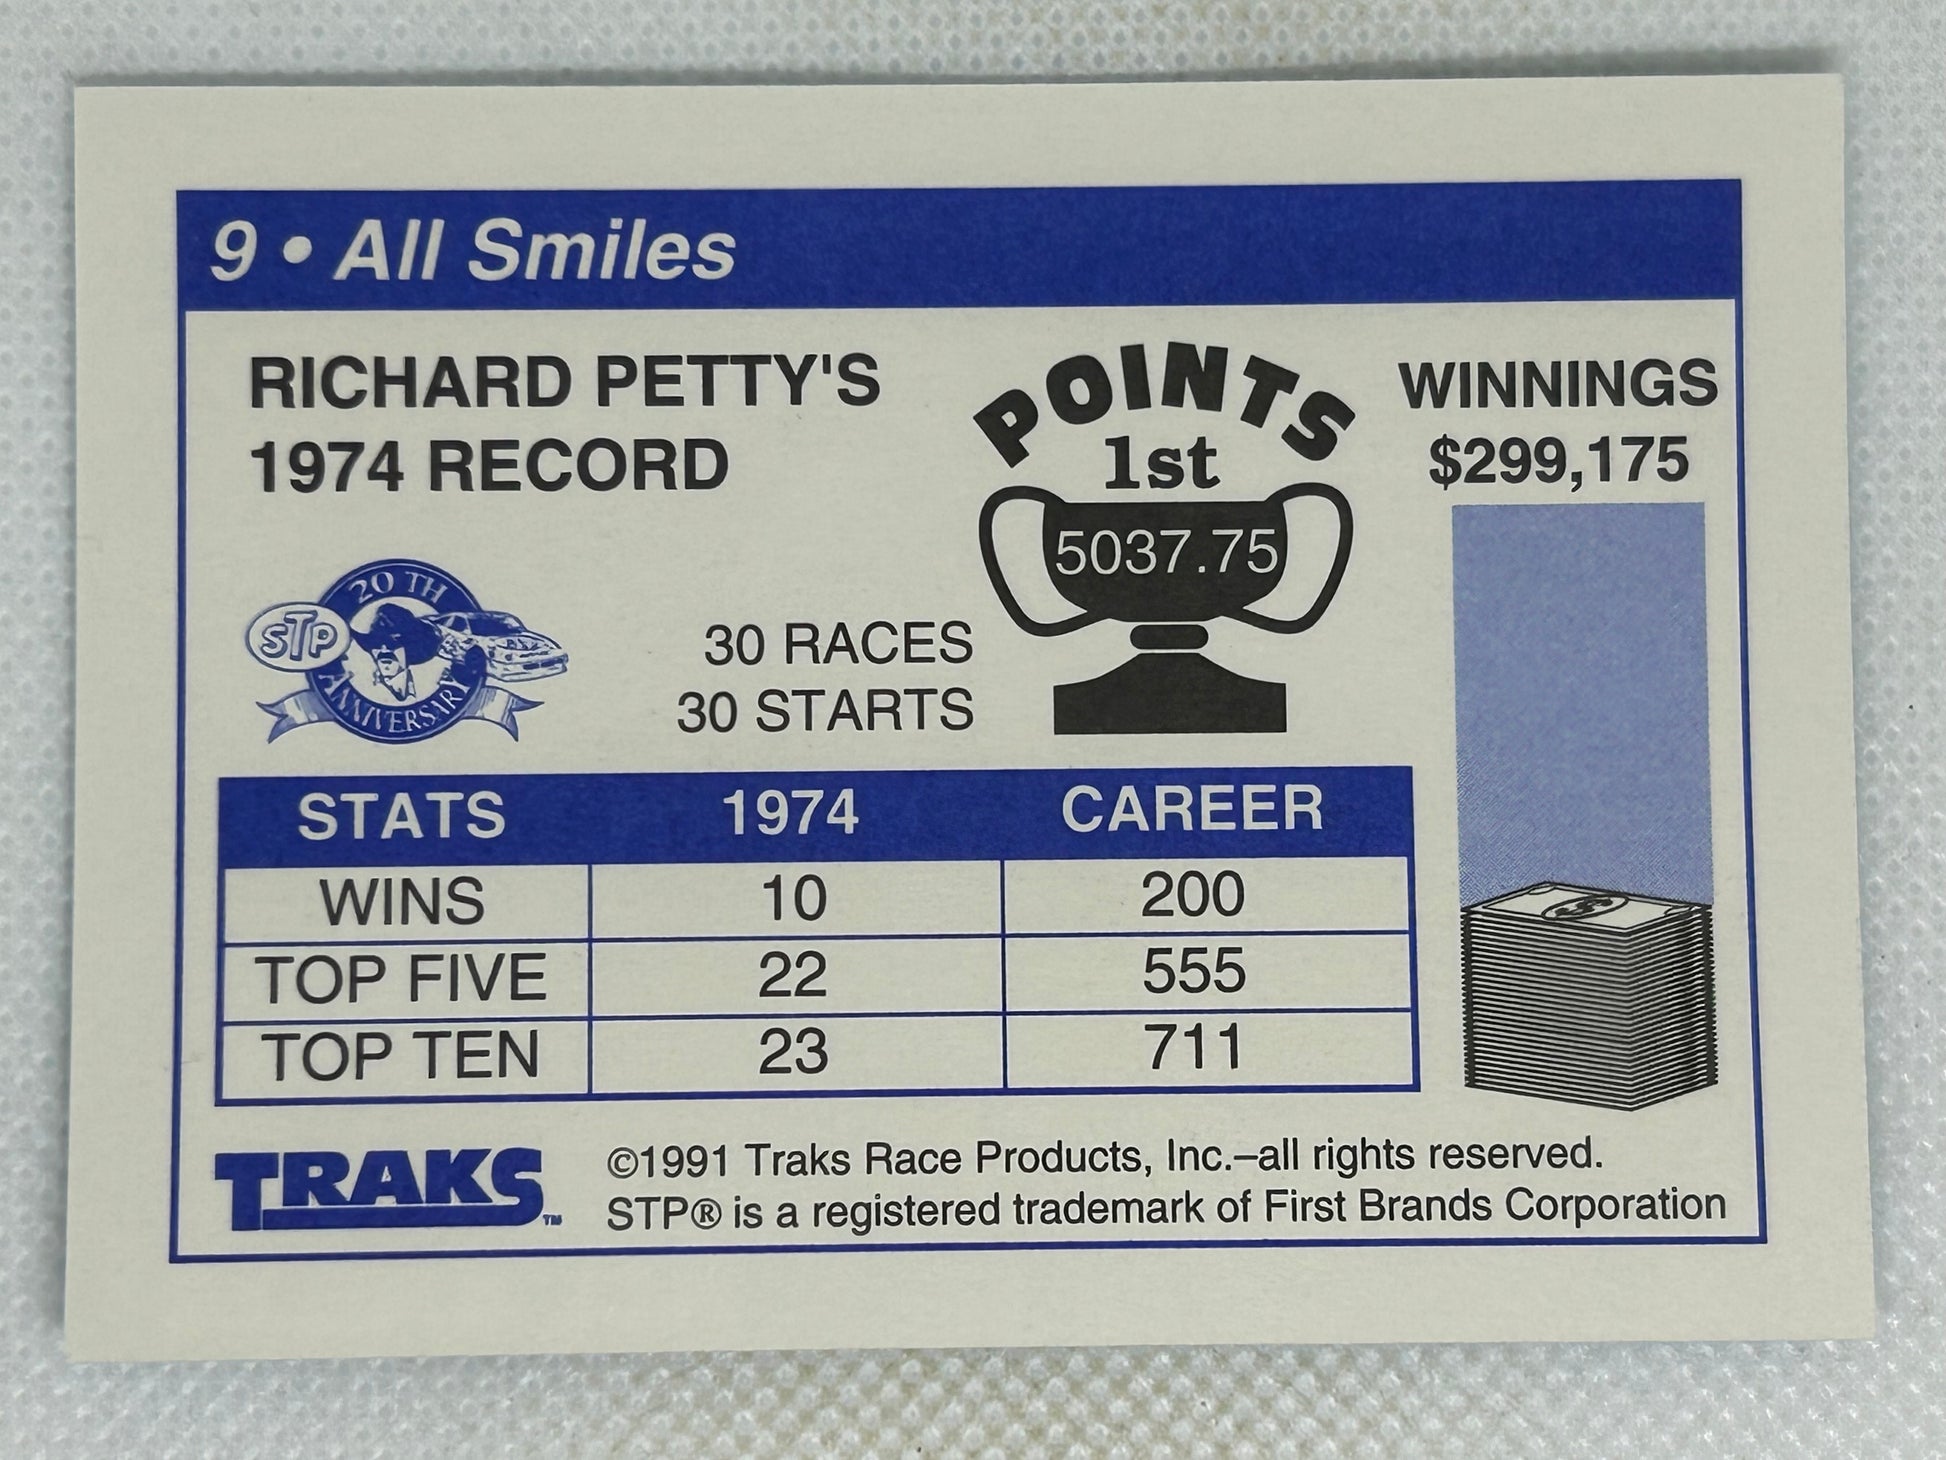 9 • All Smiles
RICHARD PETTY'S
1974 RECORD
POINTS
1st
5037.75
WINNINGS
$299,175
STP
20TH
ANNIVERSARY
30 RACES
30 STARTS
STATS 1974 CAREER
WINS 10 200
TOP FIVE 22 555
TOP TEN 23 711
TRAKS™
©1991 Traks Race Products, Inc.–all rights reserved.
STP® is a registered trademark of First Brands Corporation